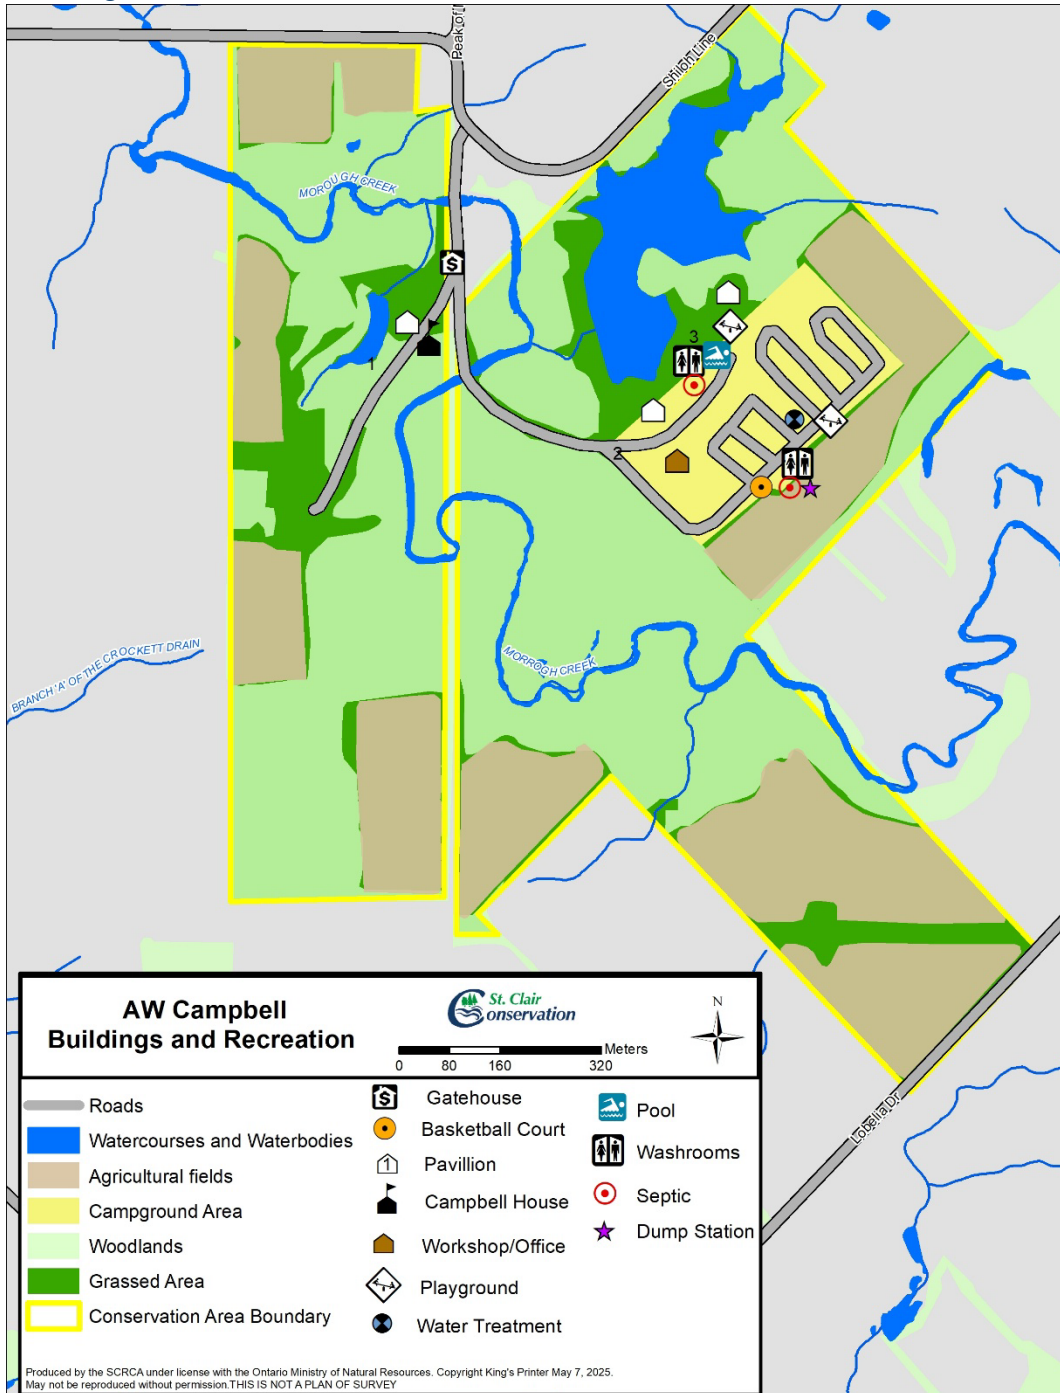 Peak of
Shiloh Line
MOROUGH CREEK
$
3
1
2
MORROGH CREEK
BRANCH 'A' OF THE CROCKETT DRAIN
Lobelia Dr
AW Campbell
Buildings and Recreation
St. Clair
Conservation
N
Meters
0 80 160 320
Roads
Watercourses and Waterbodies
Agricultural fields
Campground Area
Woodlands
Grassed Area
Conservation Area Boundary
$ Gatehouse
Basketball Court
1 Pavillion
Campbell House
Workshop/Office
Playground
Water Treatment
Pool
Washrooms
Septic
Dump Station
Produced by the SCRCA under license with the Ontario Ministry of Natural Resources. Copyright King's Printer May 7, 2025.
May not be reproduced without permission.THIS IS NOT A PLAN OF SURVEY